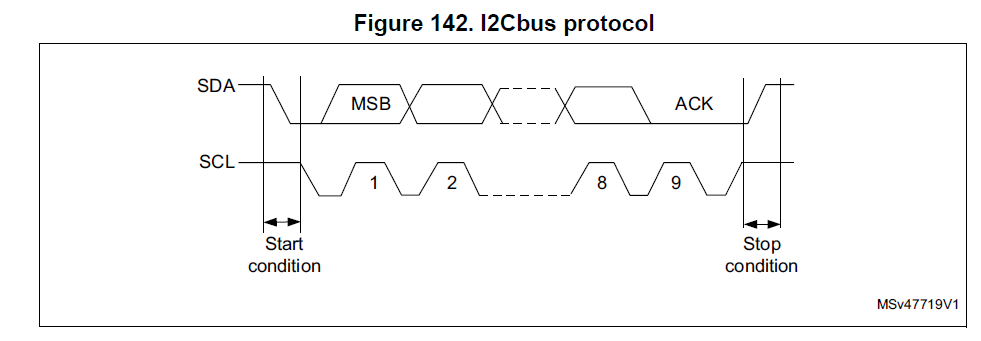 Figure 142. I2Cbus protocol
SDA
MSB
ACK
SCL
1
2
8
9
Start
condition
Stop
condition
MSv47719V1